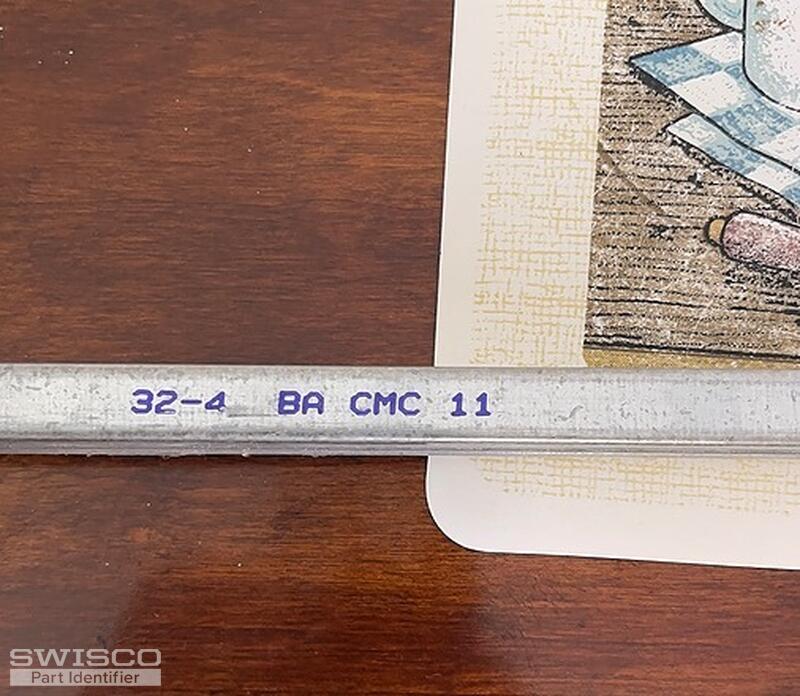 32-4 BA CMC 11
SWISCO
Part Identifier